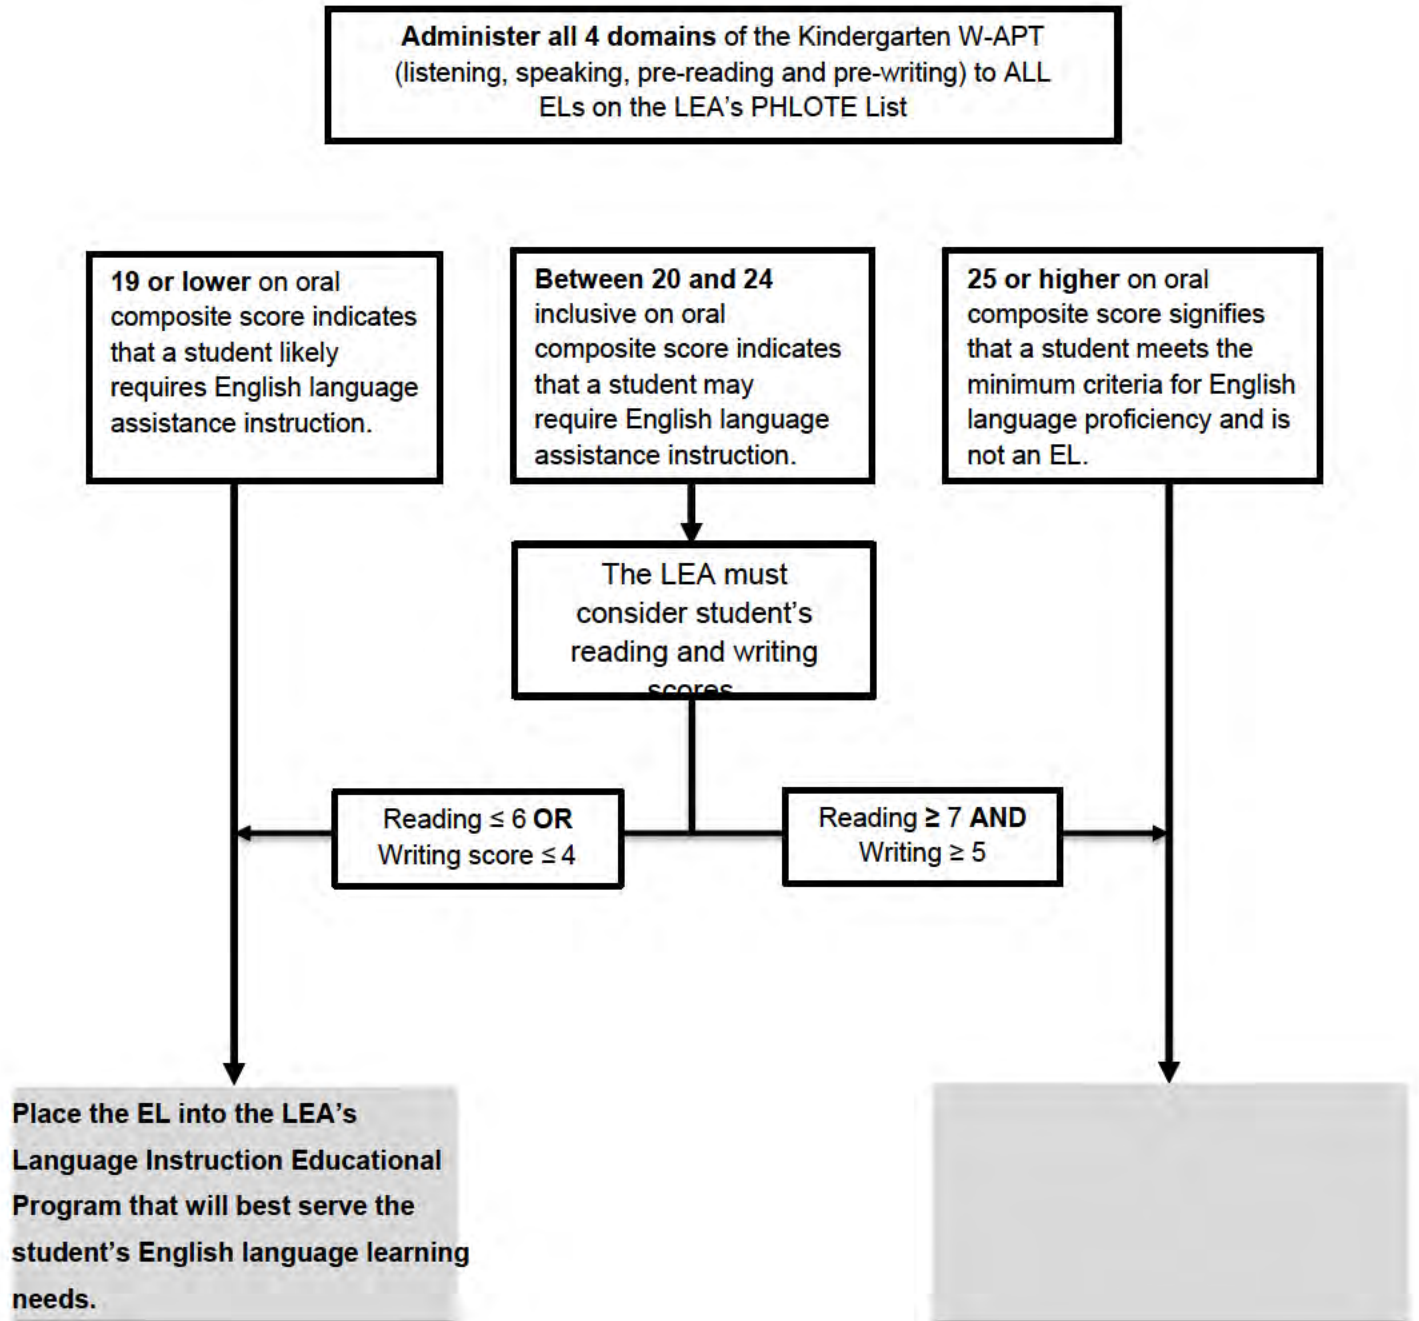 Administer all 4 domains of the Kindergarten W-APT
(listening, speaking, pre-reading and pre-writing) to ALL
ELs on the LEA's PHLOTE List
19 or lower on oral
composite score indicates
that a student likely
requires English language
assistance instruction.
Between 20 and 24
inclusive on oral
composite score indicates
that a student may
require English language
assistance instruction.
25 or higher on oral
composite score signifies
that a student meets the
minimum criteria for English
language proficiency and is
not an EL.
The LEA must
consider student's
reading and writing
scores
Reading ≤ 6 OR
Writing score ≤ 4
Reading ≥ 7 AND
Writing ≥ 5
Place the EL into the LEA's
Language Instruction Educational
Program that will best serve the
student's English language learning
needs.